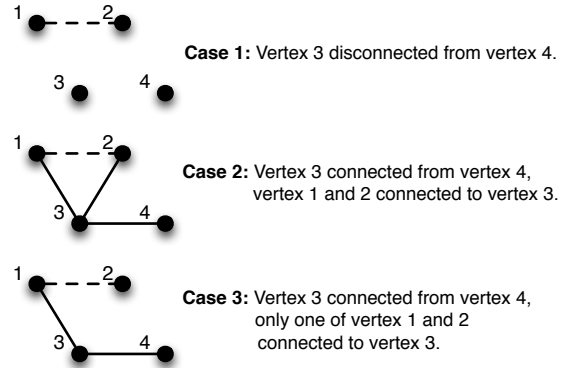 1 2
Case 1: Vertex 3 disconnected from vertex 4.
3 4
1 2
Case 2: Vertex 3 connected from vertex 4,
vertex 1 and 2 connected to vertex 3.
3 4
1 2
Case 3: Vertex 3 connected from vertex 4,
only one of vertex 1 and 2
connected to vertex 3.
3 4